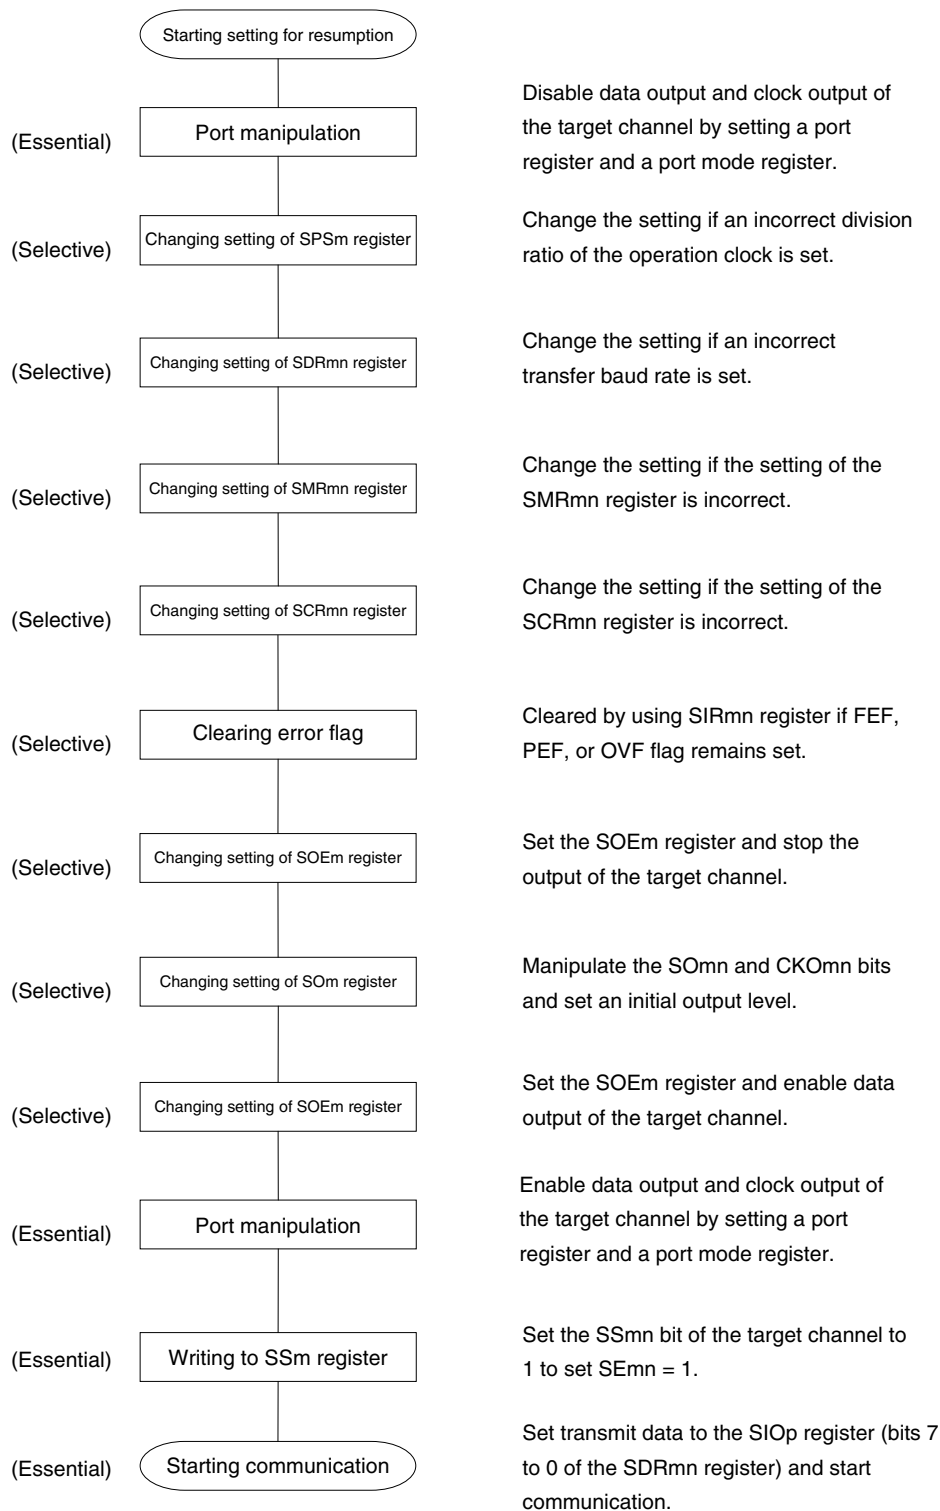 Starting setting for resumption
(Essential)
Port manipulation
Disable data output and clock output of
the target channel by setting a port
register and a port mode register.
(Selective)
Changing setting of SPSm register
Change the setting if an incorrect division
ratio of the operation clock is set.
(Selective)
Changing setting of SDRmn register
Change the setting if an incorrect
transfer baud rate is set.
(Selective)
Changing setting of SMRmn register
Change the setting if the setting of the
SMRmn register is incorrect.
(Selective)
Changing setting of SCRmn register
Change the setting if the setting of the
SCRmn register is incorrect.
(Selective)
Clearing error flag
Cleared by using SIRmn register if FEF,
PEF, or OVF flag remains set.
(Selective)
Changing setting of SOEm register
Set the SOEm register and stop the
output of the target channel.
(Selective)
Changing setting of SOm register
Manipulate the SOmn and CKOmn bits
and set an initial output level.
(Selective)
Changing setting of SOEm register
Set the SOEm register and enable data
output of the target channel.
(Essential)
Port manipulation
Enable data output and clock output of
the target channel by setting a port
register and a port mode register.
(Essential)
Writing to SSm register
Set the SSmn bit of the target channel to
1 to set SEmn = 1.
(Essential)
Starting communication
Set transmit data to the SIOp register (bits 7
to 0 of the SDRmn register) and start
communication.